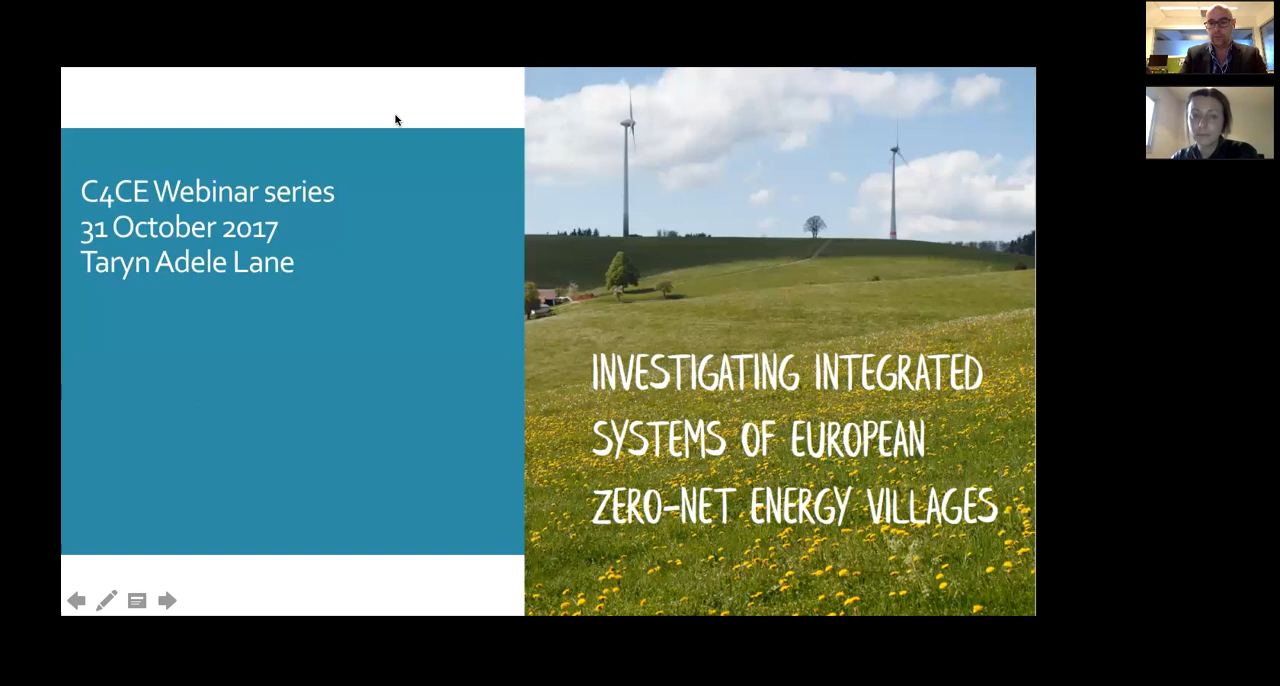 C4CE Webinar series
31 October 2017
Taryn Adele Lane
INVESTIGATING INTEGRATED
SYSTEMS OF EUROPEAN
ZERO-NET ENERGY VILLAGES